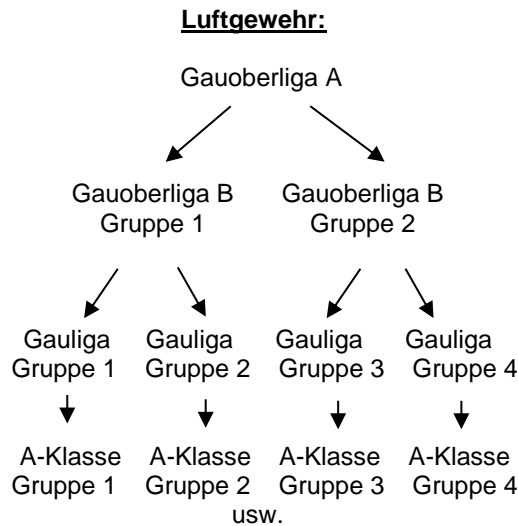 Luftgewehr:
Gauoberliga A
Gauoberliga B Gauoberliga B
Gruppe 1 Gruppe 2
Gauliga Gauliga Gauliga Gauliga
Gruppe 1 Gruppe 2 Gruppe 3 Gruppe 4
A-Klasse A-Klasse A-Klasse A-Klasse
Gruppe 1 Gruppe 2 Gruppe 3 Gruppe 4
usw.